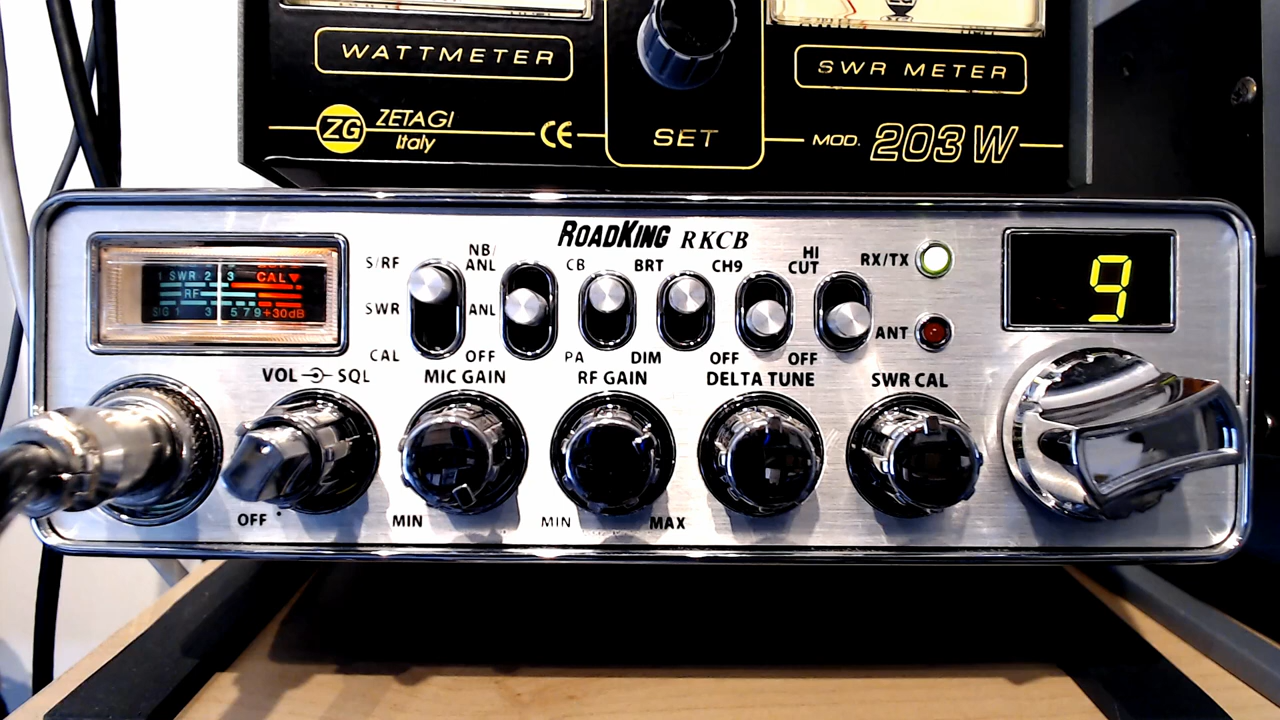 WATTMETER
SWR METER
ZG ZETAGI
Italy
CE
SET
MOD. 203W
ROADKING RKCB
S/RF
NB/
ANL
CB
BRT
CH9
HI
CUT
RX/TX
9
1 SWR 2 3 CAL
RF
SIG 1 3 5 7 9 +30dB
SWR
ANL
ANT
CAL
OFF
PA
DIM
OFF
OFF
VOL SQL
MIC GAIN
RF GAIN
DELTA TUNE
SWR CAL
OFF
MIN
MIN
MAX